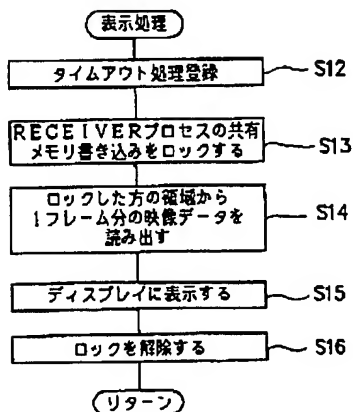 表示処理
タイムアウト処理登録
S12
RECEIVERプロセスの共有
メモリ書き込みをロックする
S13
ロックした方の領域から
1フレーム分の映像データを
読み出す
S14
ディスプレイに表示する
S15
ロックを解除する
S16
リターン